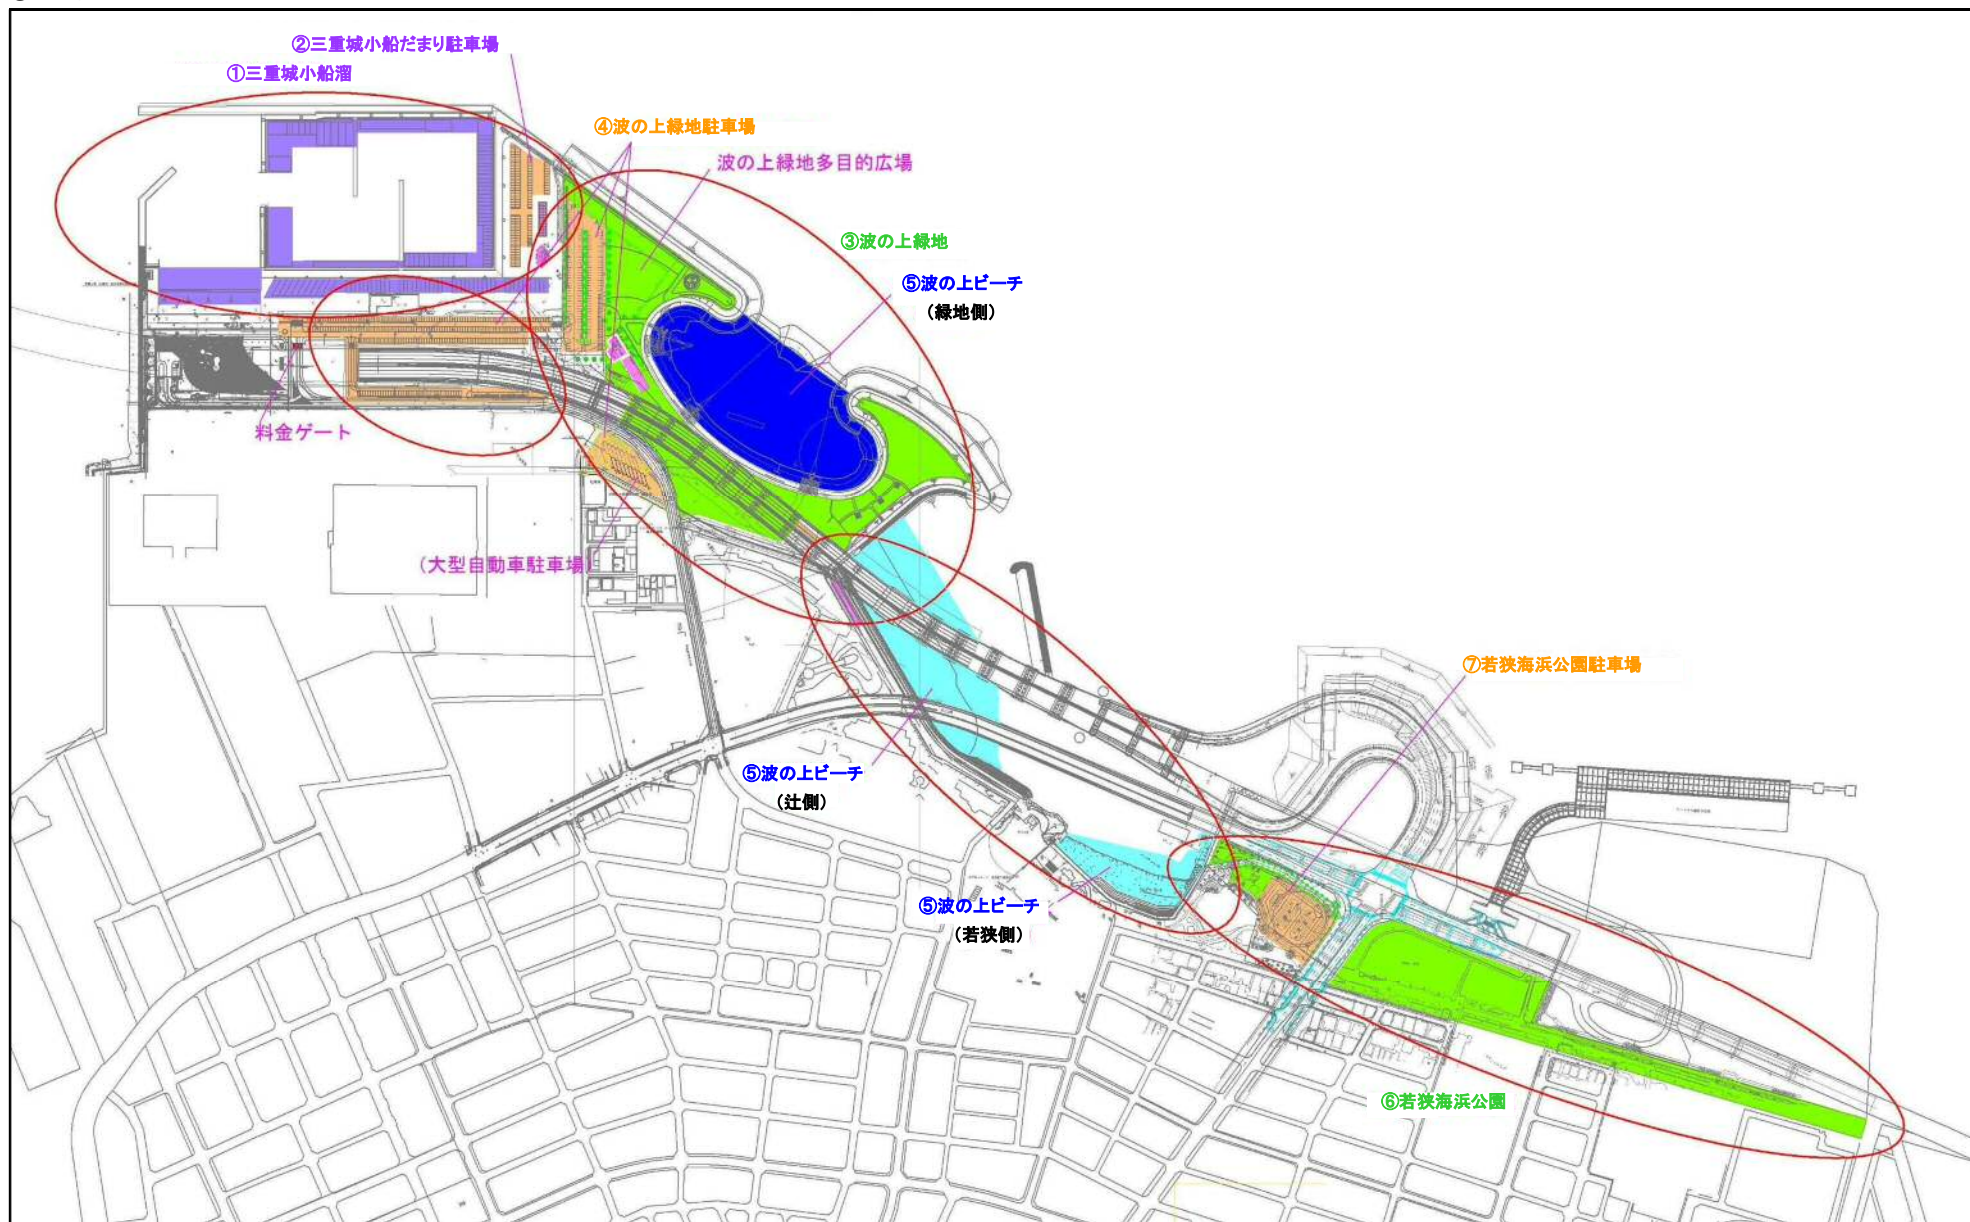 ②三重城小船だまり駐車場
①三重城小船溜
④波の上緑地駐車場
波の上緑地多目的広場
③波の上緑地
⑤波の上ビーチ
（緑地側）
料金ゲート
（大型自動車駐車場）
⑦若狭海浜公園駐車場
⑤波の上ビーチ
（辻側）
⑤波の上ビーチ
（若狭側）
⑥若狭海浜公園